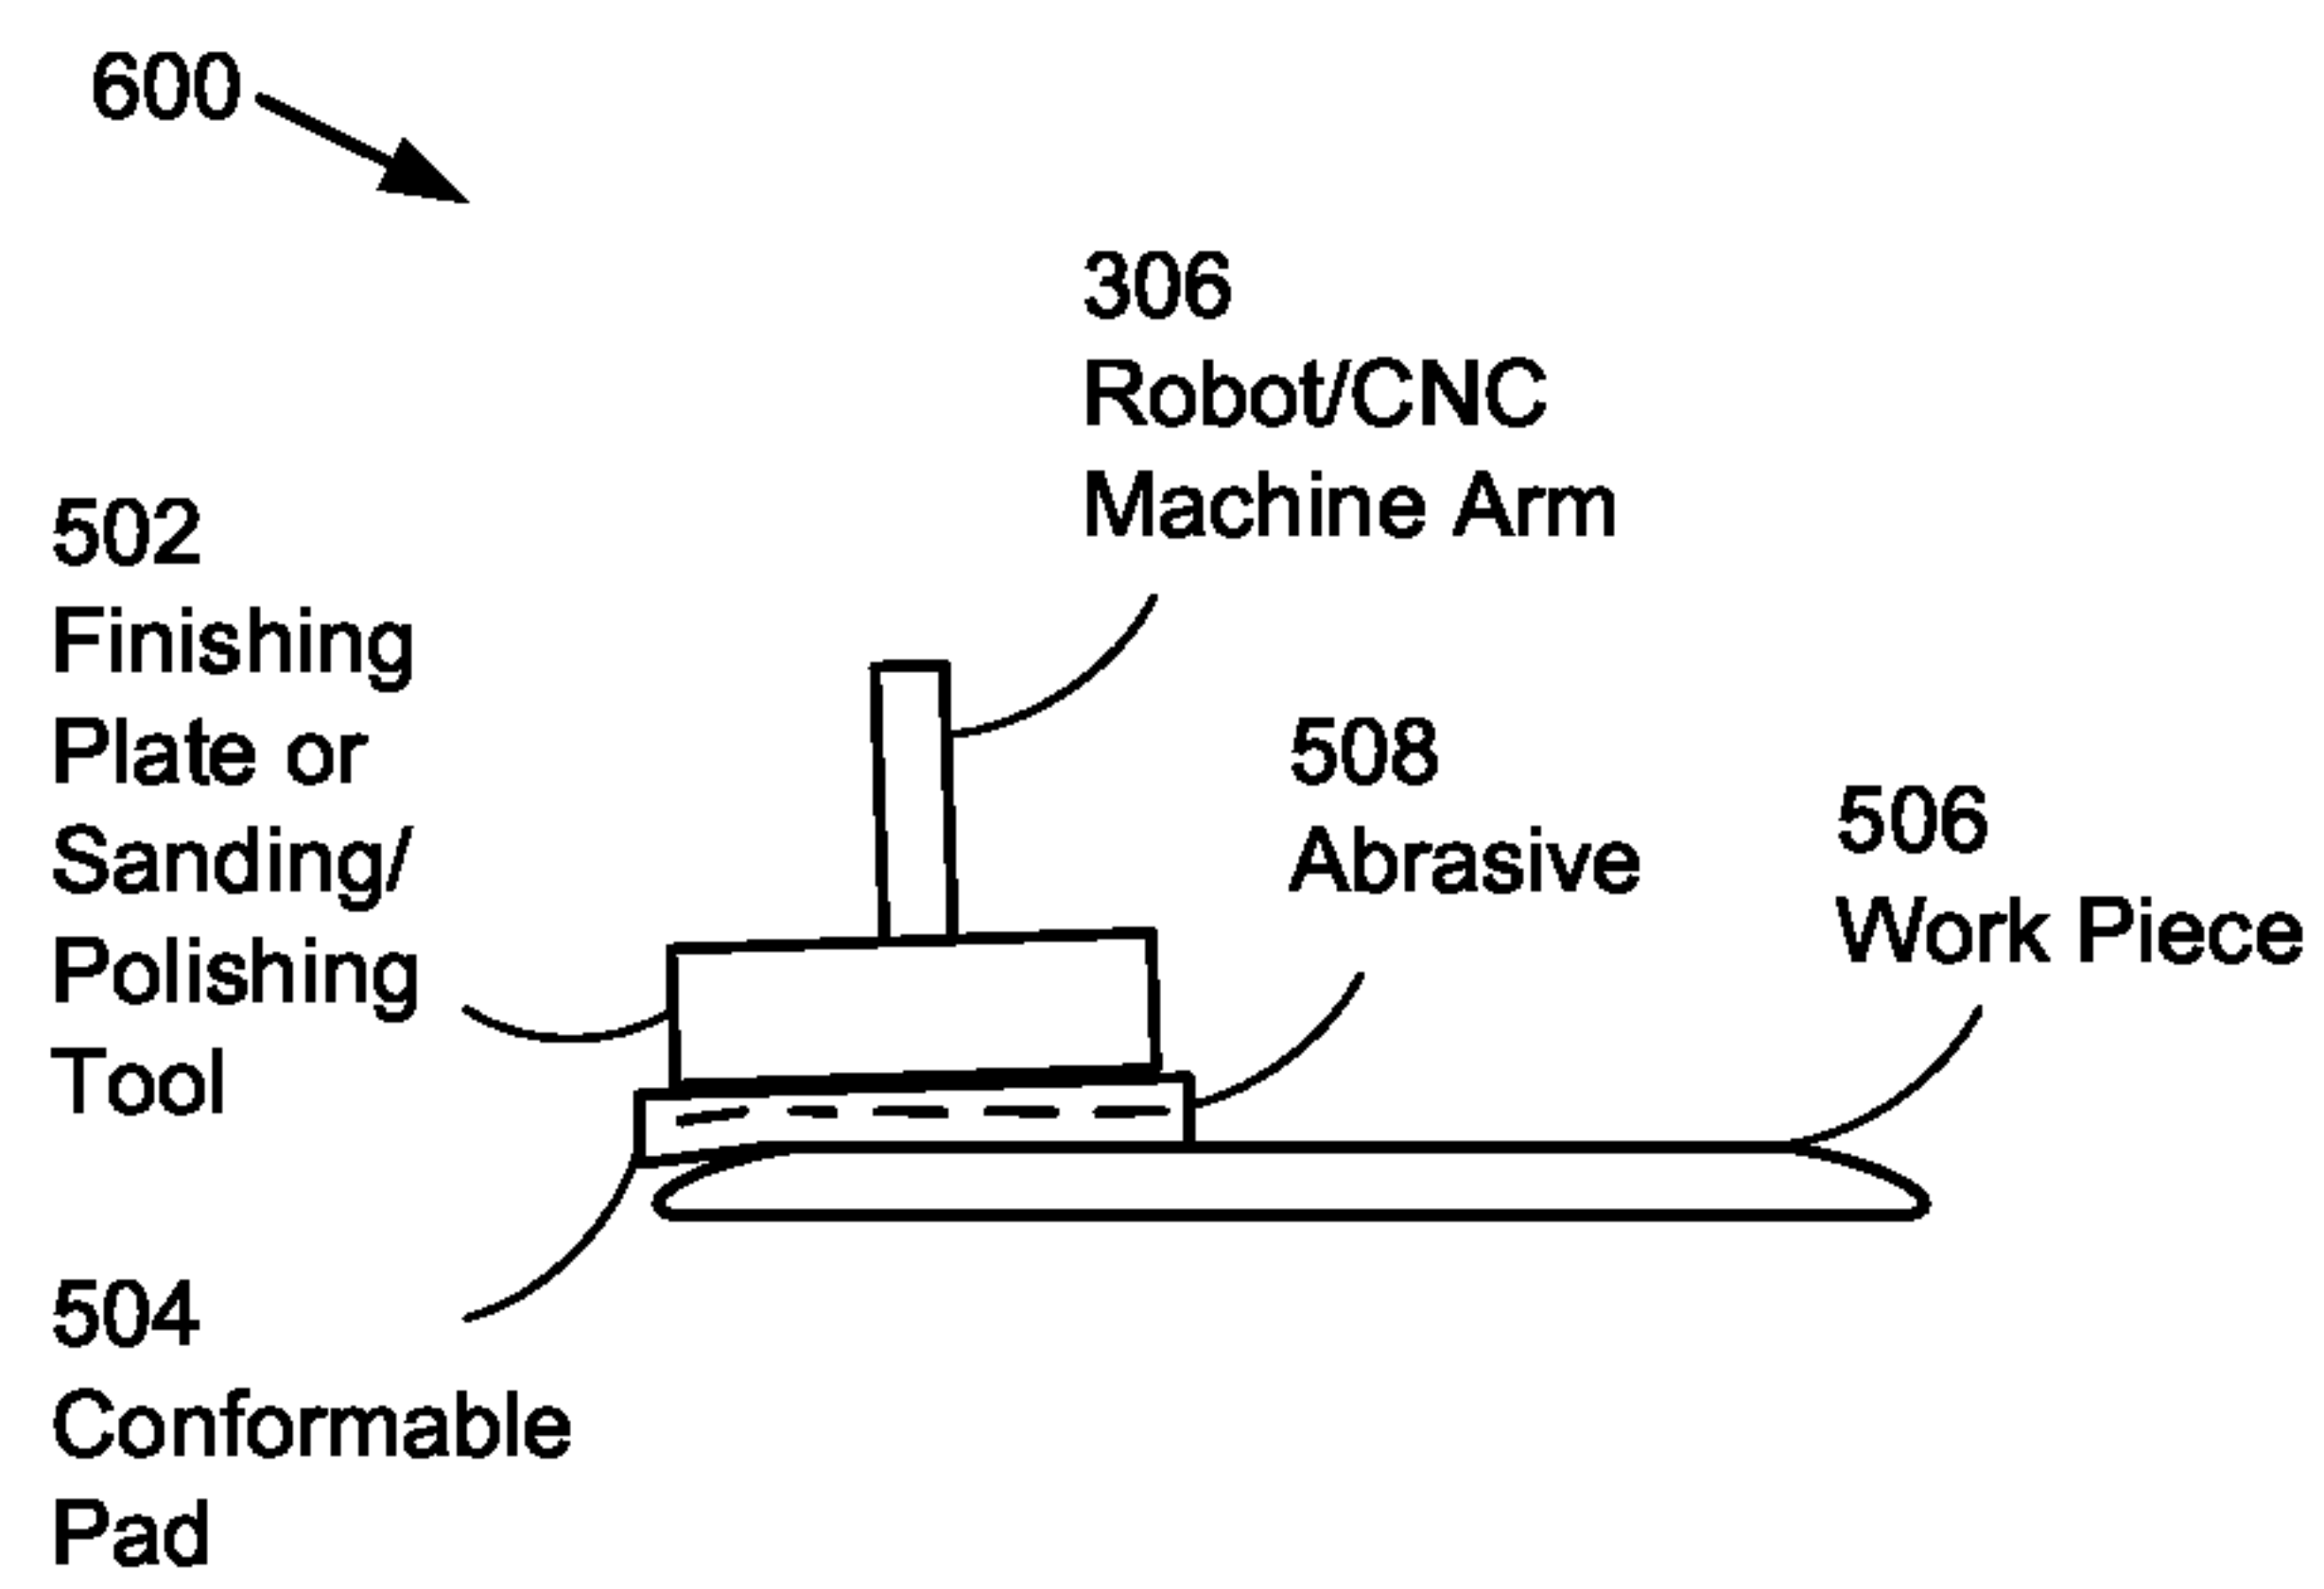 600
306
Robot/CNC
Machine Arm
502
Finishing
Plate or
Sanding/
Polishing
Tool
508
Abrasive
506
Work Piece
504
Conformable
Pad